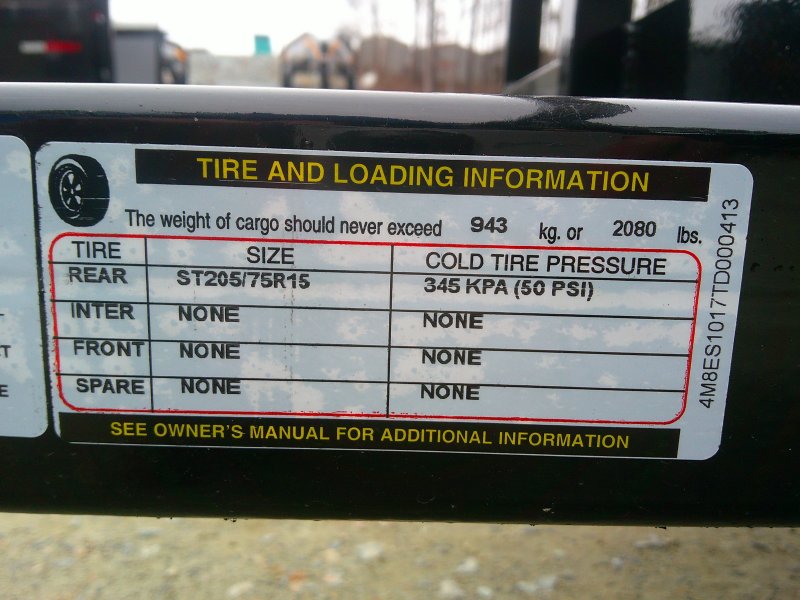 TIRE AND LOADING INFORMATION
The weight of cargo should never exceed 943 kg. or 2080 lbs.
TIRE SIZE COLD TIRE PRESSURE
REAR ST205/75R15 345 KPA (50 PSI)
INTER NONE NONE
FRONT NONE NONE
SPARE NONE NONE
SEE OWNER'S MANUAL FOR ADDITIONAL INFORMATION
4M8ES1017TD000413